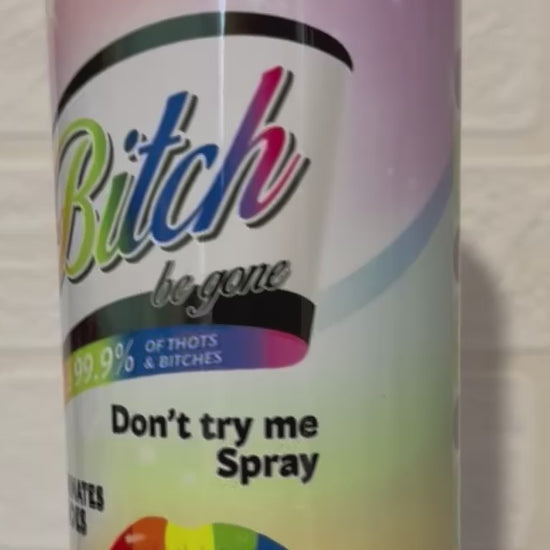 Bitch
be gone
99.9% OF THOTS
& BITCHES
Don't try me
Spray